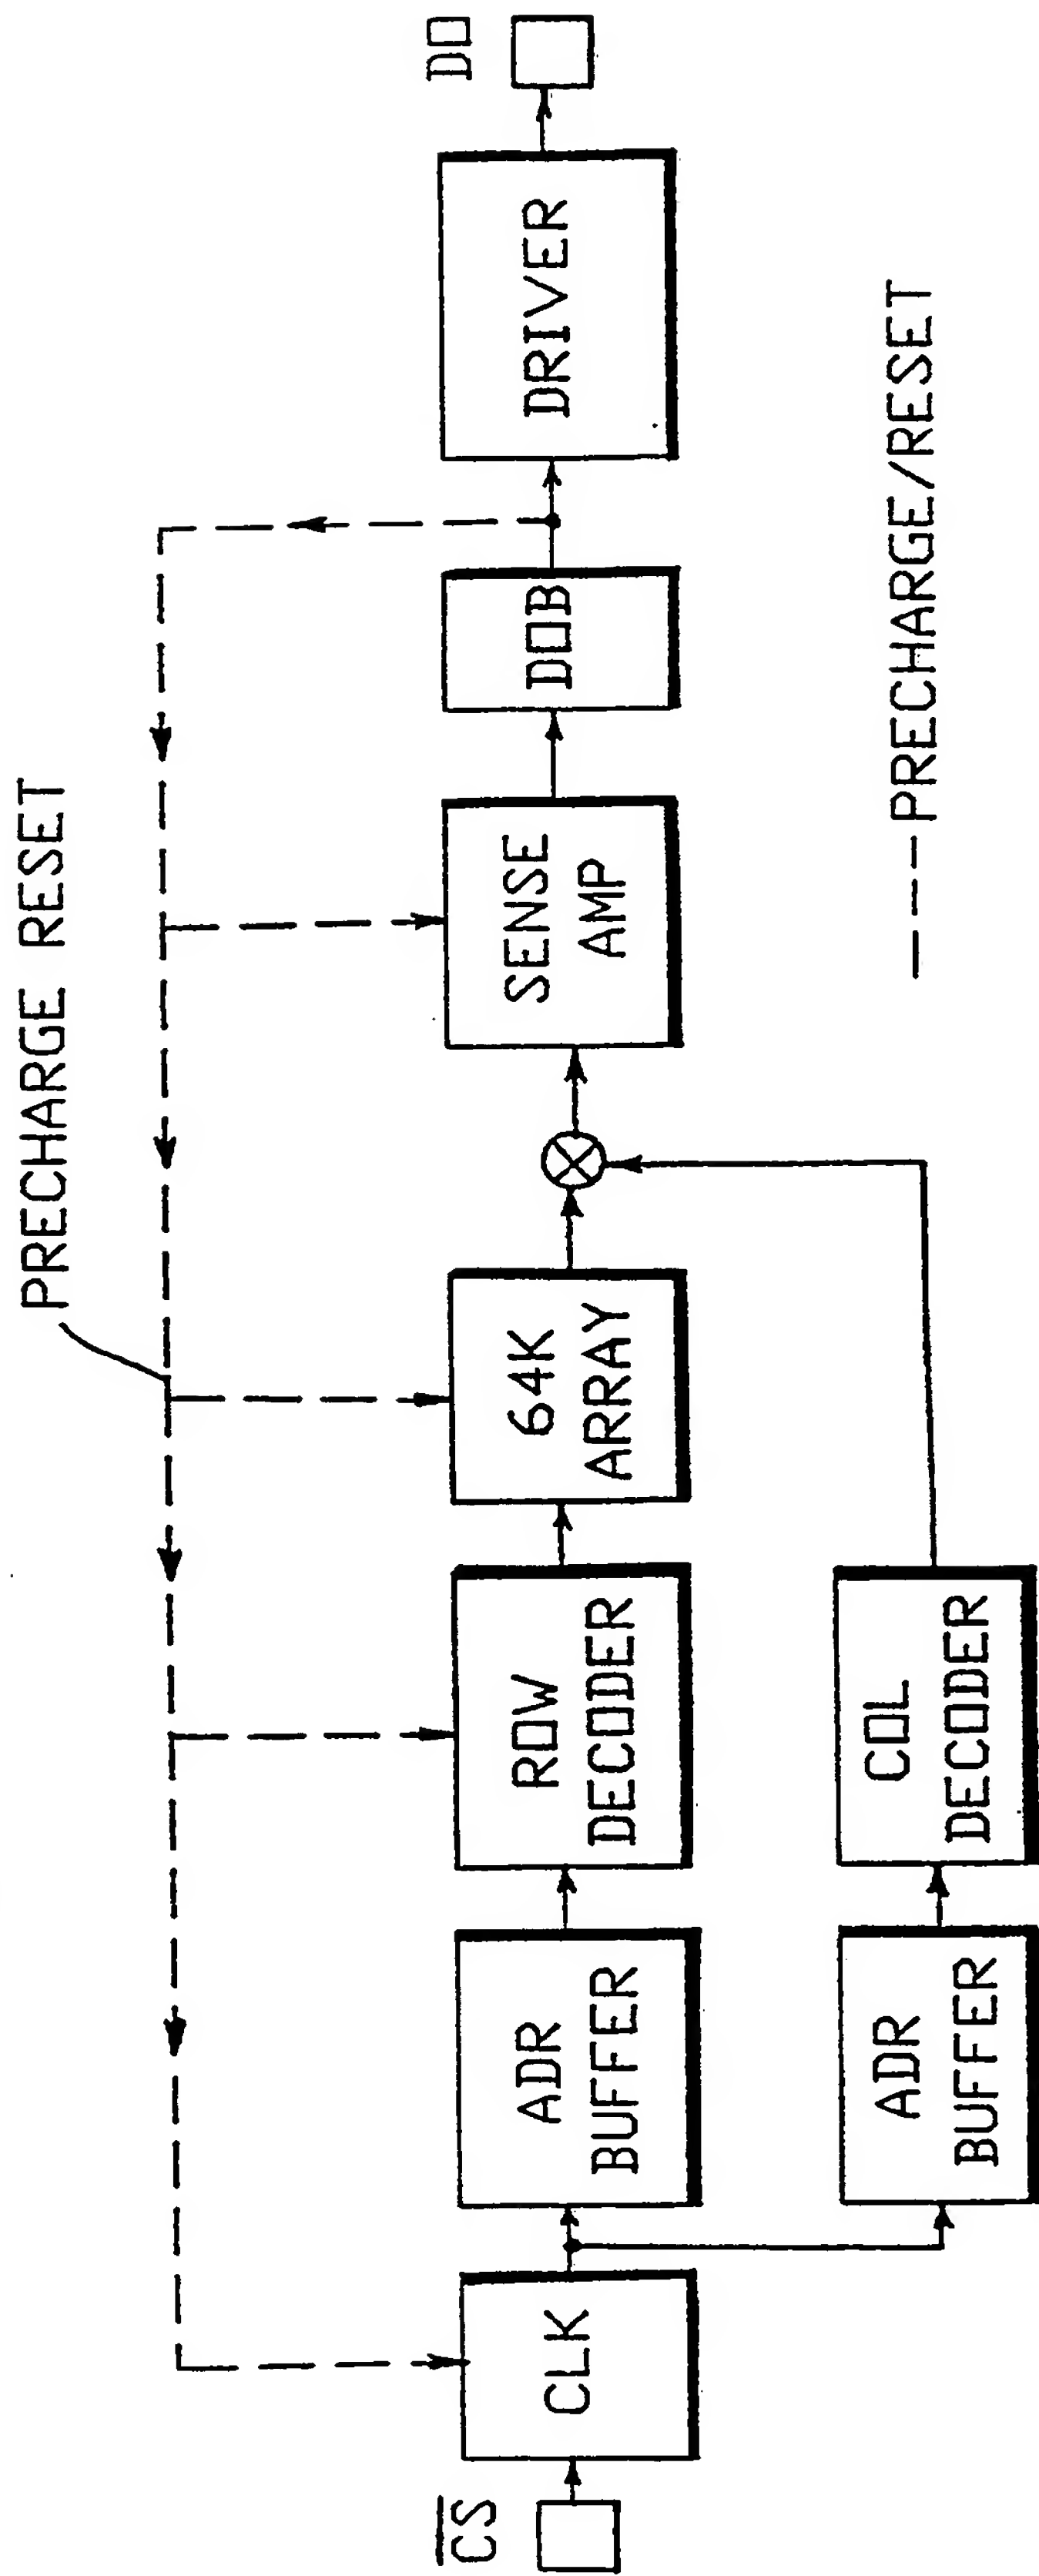 PRECHARGE RESET
C̅S̅
CLK
ADR
BUFFER
ROW
DECODER
64K
ARRAY
SENSE
AMP
DOB
DRIVER
DO
ADR
BUFFER
COL
DECODER
PRECHARGE/RESET